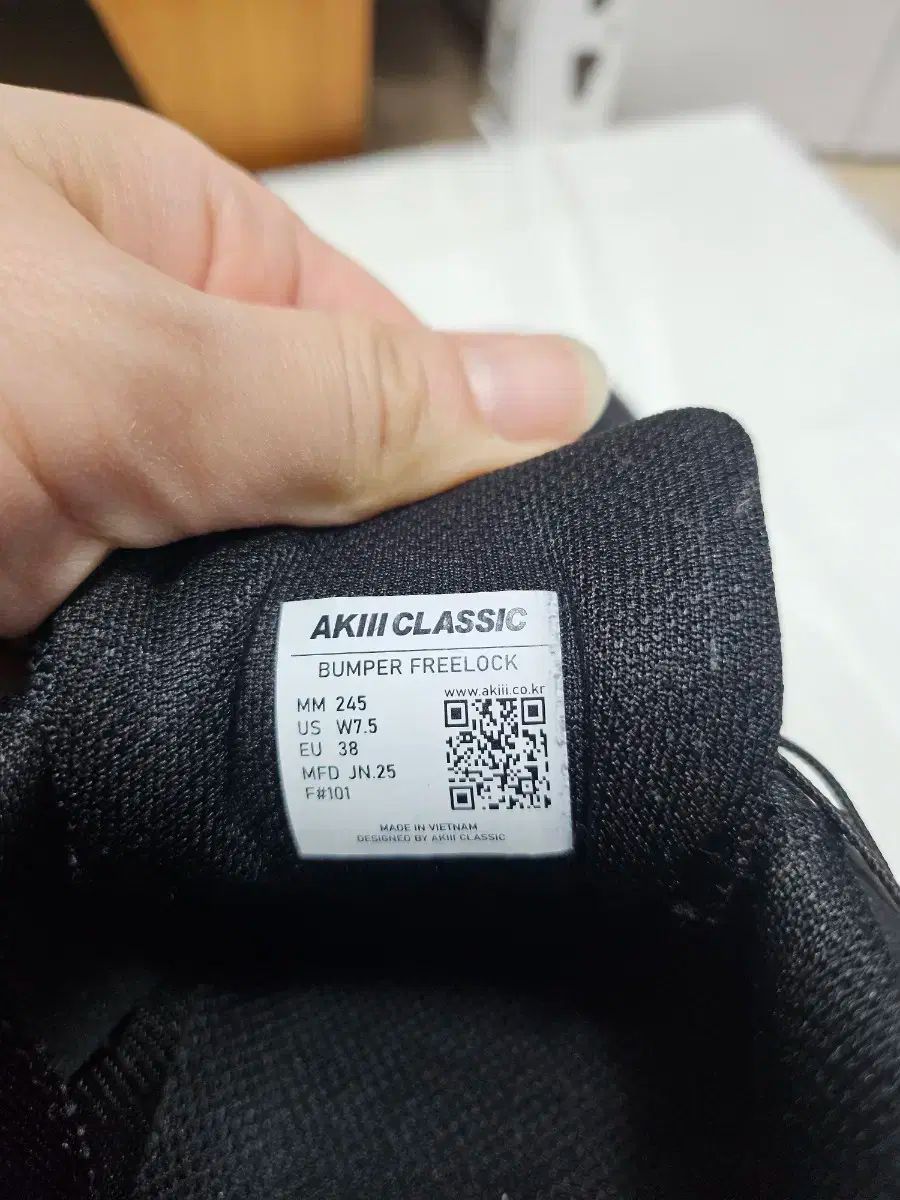 AKIII CLASSIC
BUMPER FREELOCK
www.akiii.co.kr
MM 245
US W7.5
EU 38
MFD JN.25
F#101
MADE IN VIETNAM
DESIGNED BY AKIII CLASSIC